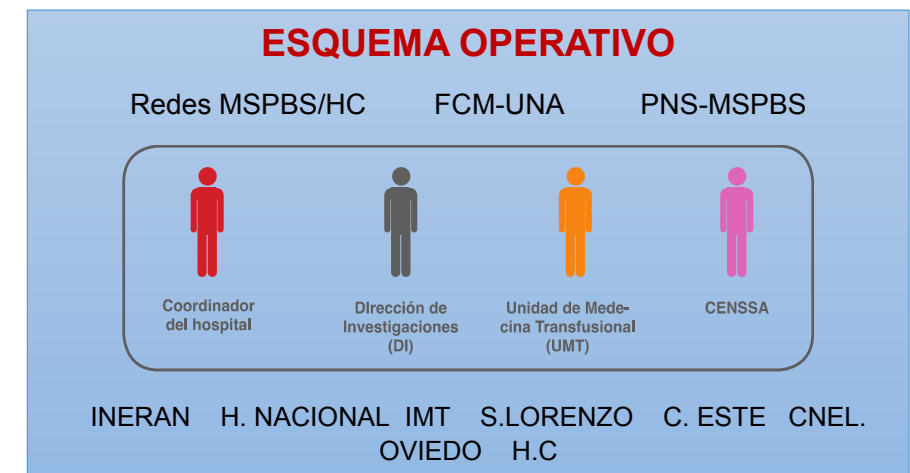 ESQUEMA OPERATIVO
Redes MSPBS/HC FCM-UNA PNS-MSPBS
Coordinador
del hospital
DIrección de
Investigaciones
(DI)
Unidad de Mede-
cina Transfusional
(UMT)
CENSSA
INERAN H. NACIONAL IMT S.LORENZO C. ESTE CNEL.
OVIEDO H.C